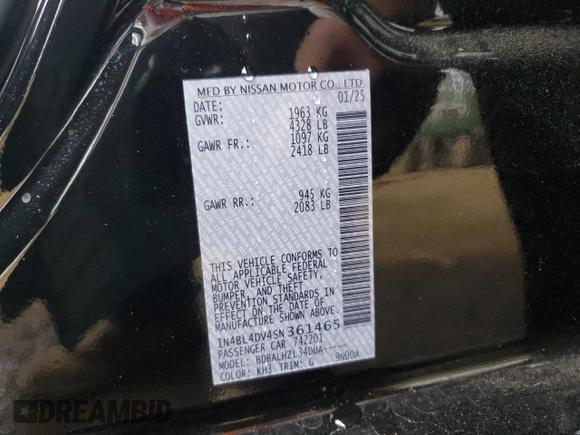 MFD BY NISSAN MOTOR CO., LTD
DATE: 01/25
GVWR: 1963 KG
4328 LB
GAWR FR.: 1097 KG
2418 LB
GAWR RR.: 945 KG
2083 LB
THIS VEHICLE CONFORMS TO
ALL APPLICABLE FEDERAL
MOTOR VEHICLE SAFETY,
BUMPER, AND THEFT
PREVENTION STANDARDS IN
EFFECT ON THE DATE OF
MANUFACTURE SHOWN ABOVE.
1N4BL4DV4SN361465
PASSENGER CAR 742201
MODEL: BDBALHZL34DUA-----
COLOR: KH3 TRIM: G 9N00A
DREAMBID .com